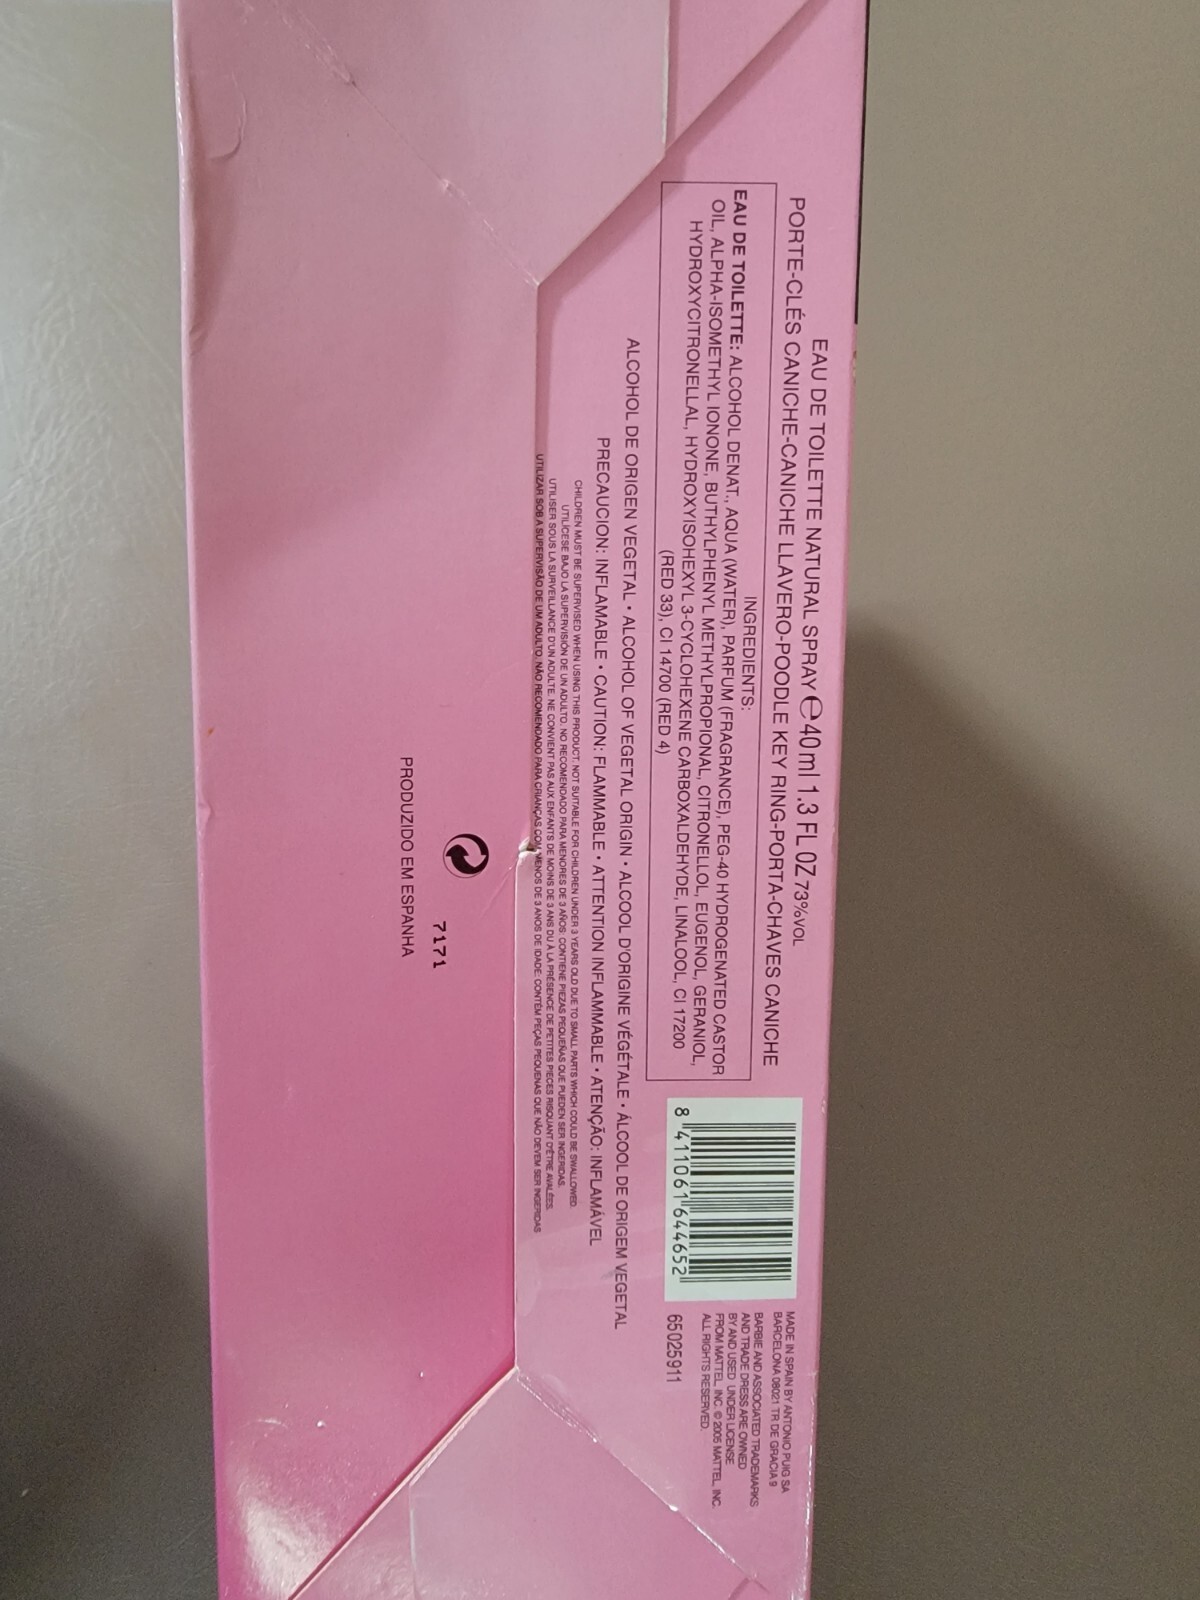 EAU DE TOILETTE NATURAL SPRAY ℮ 40 ml 1.3 FL OZ 73%VOL
PORTE-CLÉS CANICHE-CANICHE LLAVERO-POODLE KEY RING-PORTA-CHAVES CANICHE
INGREDIENTS:
EAU DE TOILETTE: ALCOHOL DENAT., AQUA (WATER), PARFUM (FRAGRANCE), PEG-40 HYDROGENATED CASTOR
OIL, ALPHA-ISOMETHYL IONONE, BUTHYLPHENYL METHYLPROPIONAL, CITRONELLOL, EUGENOL, GERANIOL,
HYDROXYCITRONELLAL, HYDROXYISOHEXYL 3-CYCLOHEXENE CARBOXALDEHYDE, LINALOOL, CI 17200
(RED 33), CI 14700 (RED 4)
ALCOHOL DE ORIGEN VEGETAL • ALCOHOL OF VEGETAL ORIGIN • ALCOOL D'ORIGINE VÉGÉTALE • ÁLCOOL DE ORIGEM VEGETAL
PRECAUCION: INFLAMABLE • CAUTION: FLAMMABLE • ATTENTION INFLAMMABLE • ATENÇÃO: INFLAMÁVEL
CHILDREN MUST BE SUPERVISED WHEN USING THIS PRODUCT. NOT SUITABLE FOR CHILDREN UNDER 3 YEARS OLD DUE TO SMALL PARTS WHICH COULD BE SWALLOWED.
UTILÍCESE BAJO LA SUPERVISIÓN DE UN ADULTO. NO RECOMENDADO PARA MENORES DE 3 AÑOS: CONTIENE PIEZAS PEQUEÑAS QUE PUEDEN SER INGERIDAS.
UTILISER SOUS LA SURVEILLANCE D'UN ADULTE. NE CONVIENT PAS AUX ENFANTS DE MOINS DE 3 ANS DU À LA PRÉSENCE DE PETITES PIECES RISQUANT D'ÊTRE AVALÉES.
UTILIZAR SOB A SUPERVISÃO DE UM ADULTO. NÃO RECOMENDADO PARA CRIANÇAS COM MENOS DE 3 ANOS DE IDADE: CONTÉM PEÇAS PEQUENAS QUE NÃO DEVEM SER INGERIDAS
8 411061 644652
65025911
MADE IN SPAIN BY ANTONIO PUIG SA
BARCELONA 08021 TR DE GRACIA 9
BARBIE AND ASSOCIATED TRADEMARKS
AND TRADE DRESS ARE OWNED
BY AND USED UNDER LICENSE
FROM MATTEL, INC. © 2005 MATTEL, INC.
ALL RIGHTS RESERVED.
7171
PRODUZIDO EM ESPANHA